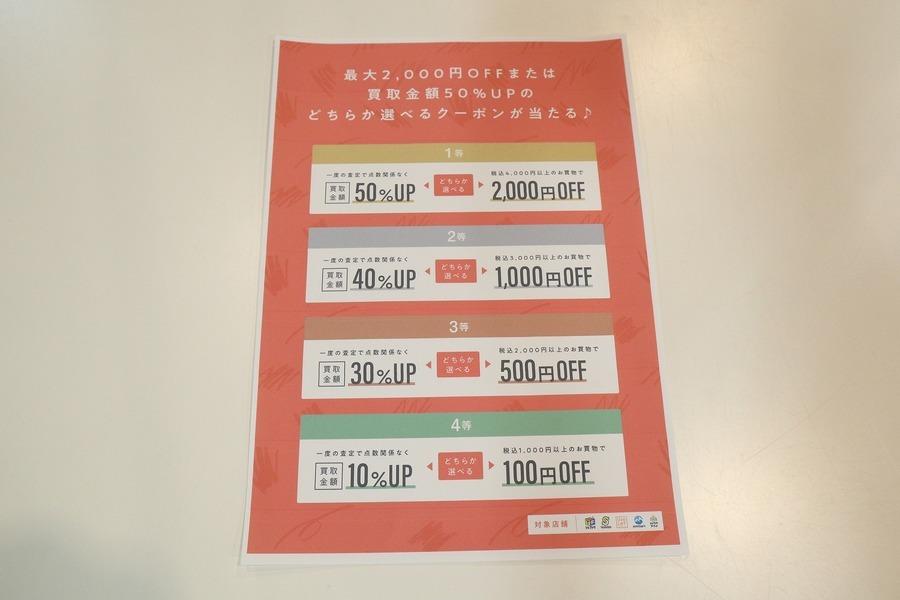 最大2,000円OFFまたは
買取金額50%UPの
どちらか選べるクーポンが当たる♪
1等
一度の査定で点数関係なく
買取金額 50%UP
どちらか
選べる
税込4,000円以上のお買物で
2,000円OFF
2等
一度の査定で点数関係なく
買取金額 40%UP
どちらか
選べる
税込3,000円以上のお買物で
1,000円OFF
3等
一度の査定で点数関係なく
買取金額 30%UP
どちらか
選べる
税込2,000円以上のお買物で
500円OFF
4等
一度の査定で点数関係なく
買取金額 10%UP
どちらか
選べる
税込1,000円以上のお買物で
100円OFF
対象店舗